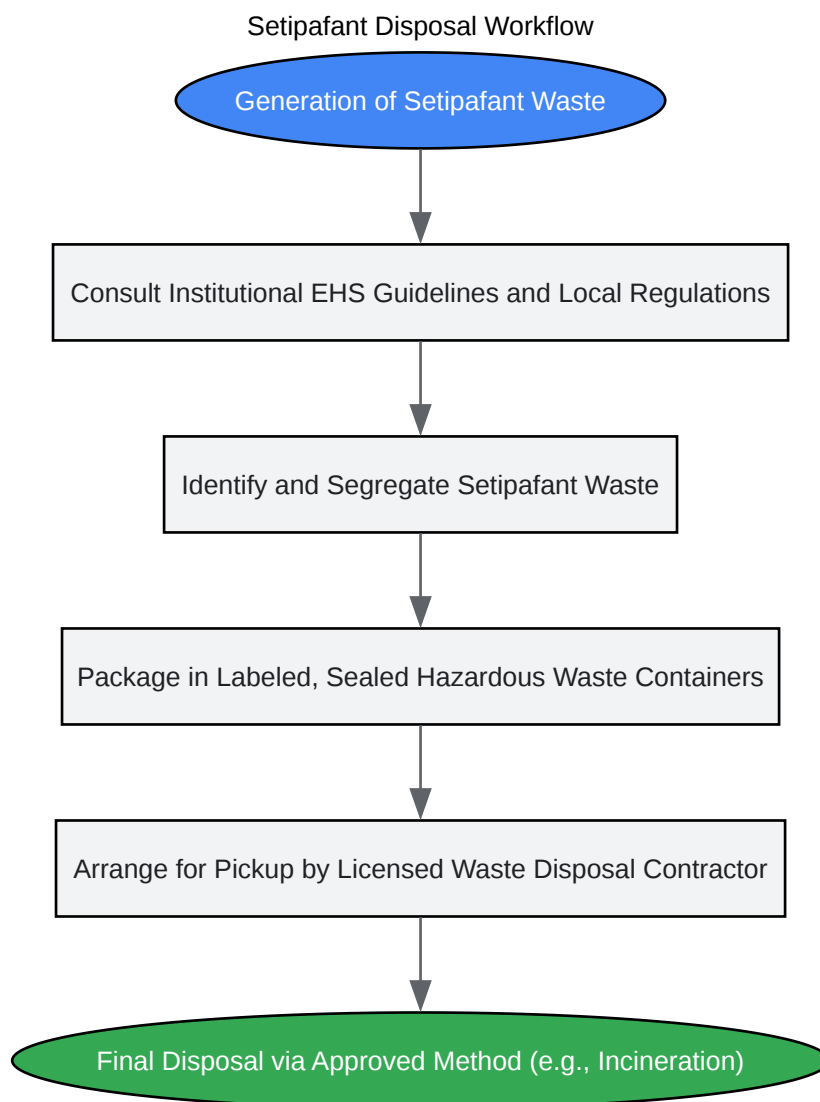 Setipafant Disposal Workflow
Generation of Setipafant Waste
Consult Institutional EHS Guidelines and Local Regulations
Identify and Segregate Setipafant Waste
Package in Labeled, Sealed Hazardous Waste Containers
Arrange for Pickup by Licensed Waste Disposal Contractor
Final Disposal via Approved Method (e.g., Incineration)